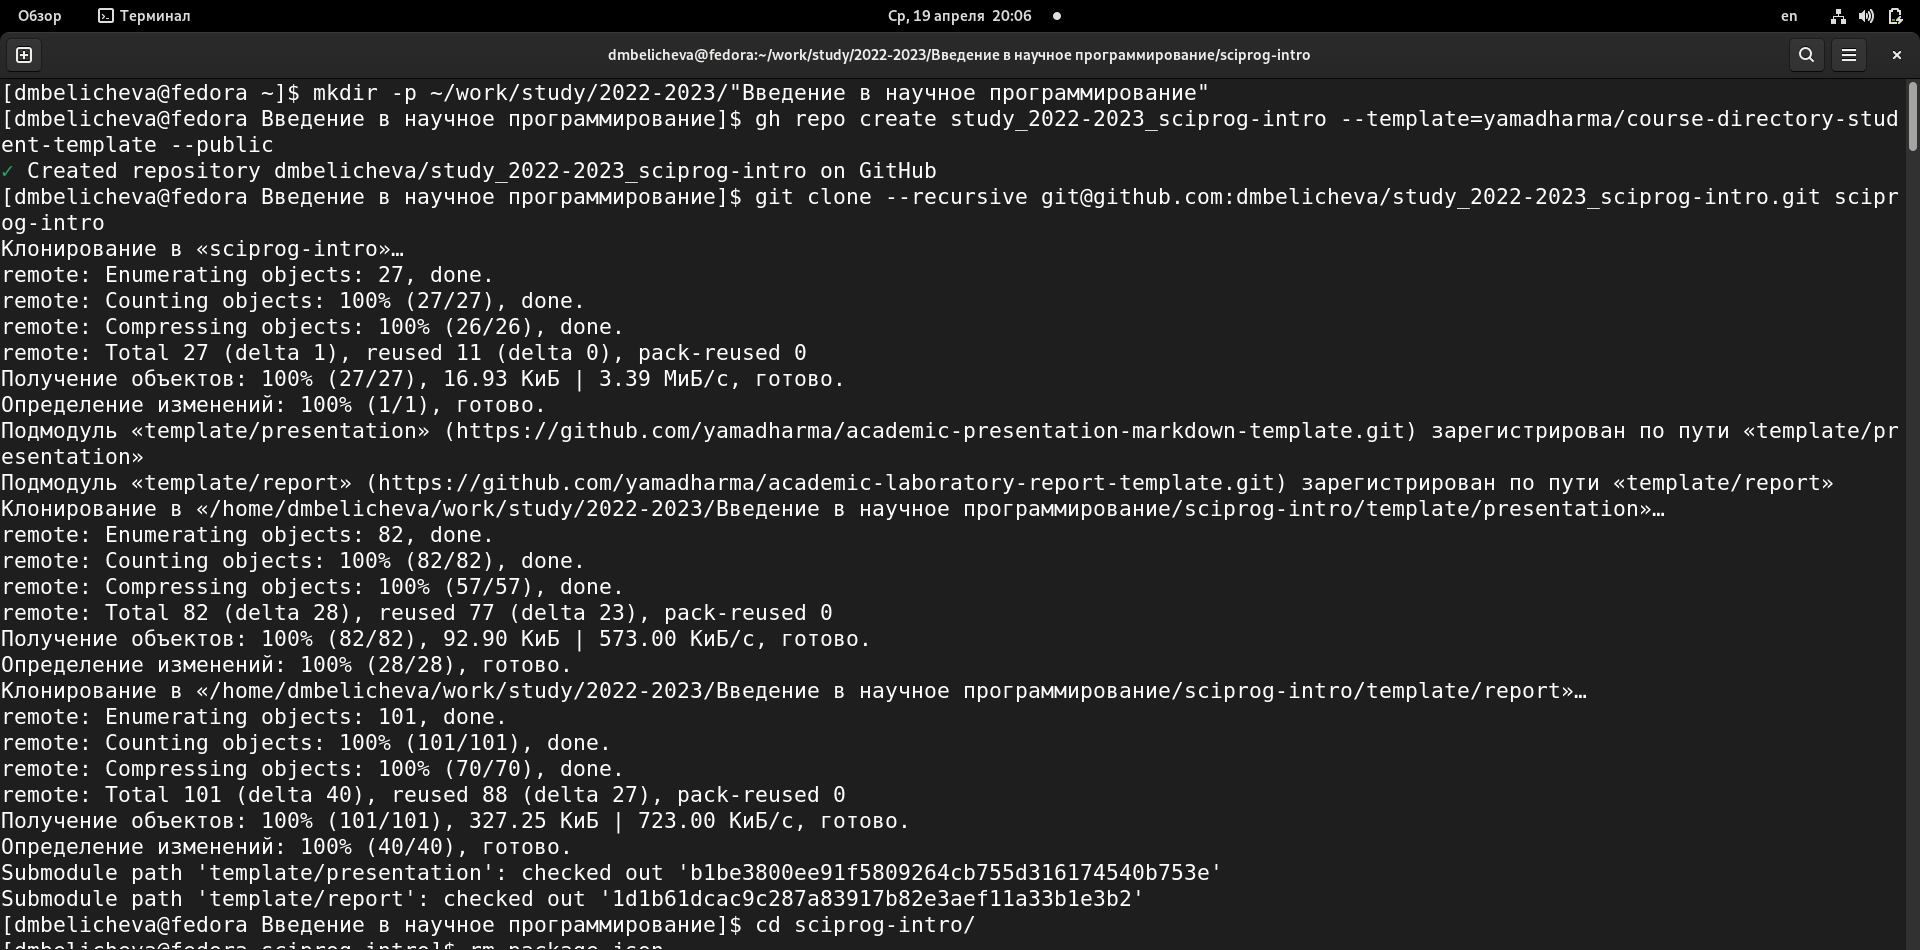 Обзор Терминал Ср, 19 апреля 20:06 en
dmbelicheva@fedora:~/work/study/2022-2023/Введение в научное программирование/sciprog-intro
[dmbelicheva@fedora ~]$ mkdir -p ~/work/study/2022-2023/"Введение в научное программирование"
[dmbelicheva@fedora Введение в научное программирование]$ gh repo create study_2022-2023_sciprog-intro --template=yamadharma/course-directory-stud
ent-template --public
✓ Created repository dmbelicheva/study_2022-2023_sciprog-intro on GitHub
[dmbelicheva@fedora Введение в научное программирование]$ git clone --recursive git@github.com:dmbelicheva/study_2022-2023_sciprog-intro.git scipr
og-intro
Клонирование в «sciprog-intro»…
remote: Enumerating objects: 27, done.
remote: Counting objects: 100% (27/27), done.
remote: Compressing objects: 100% (26/26), done.
remote: Total 27 (delta 1), reused 11 (delta 0), pack-reused 0
Получение объектов: 100% (27/27), 16.93 КиБ | 3.39 МиБ/с, готово.
Определение изменений: 100% (1/1), готово.
Подмодуль «template/presentation» (https://github.com/yamadharma/academic-presentation-markdown-template.git) зарегистрирован по пути «template/pr
esentation»
Подмодуль «template/report» (https://github.com/yamadharma/academic-laboratory-report-template.git) зарегистрирован по пути «template/report»
Клонирование в «/home/dmbelicheva/work/study/2022-2023/Введение в научное программирование/sciprog-intro/template/presentation»…
remote: Enumerating objects: 82, done.
remote: Counting objects: 100% (82/82), done.
remote: Compressing objects: 100% (57/57), done.
remote: Total 82 (delta 28), reused 77 (delta 23), pack-reused 0
Получение объектов: 100% (82/82), 92.90 КиБ | 573.00 КиБ/с, готово.
Определение изменений: 100% (28/28), готово.
Клонирование в «/home/dmbelicheva/work/study/2022-2023/Введение в научное программирование/sciprog-intro/template/report»…
remote: Enumerating objects: 101, done.
remote: Counting objects: 100% (101/101), done.
remote: Compressing objects: 100% (70/70), done.
remote: Total 101 (delta 40), reused 88 (delta 27), pack-reused 0
Получение объектов: 100% (101/101), 327.25 КиБ | 723.00 КиБ/с, готово.
Определение изменений: 100% (40/40), готово.
Submodule path 'template/presentation': checked out 'b1be3800ee91f5809264cb755d316174540b753e'
Submodule path 'template/report': checked out '1d1b61dcac9c287a83917b82e3aef11a33b1e3b2'
[dmbelicheva@fedora Введение в научное программирование]$ cd sciprog-intro/
[dmbelicheva@fedora sciprog-intro]$ rm package.json